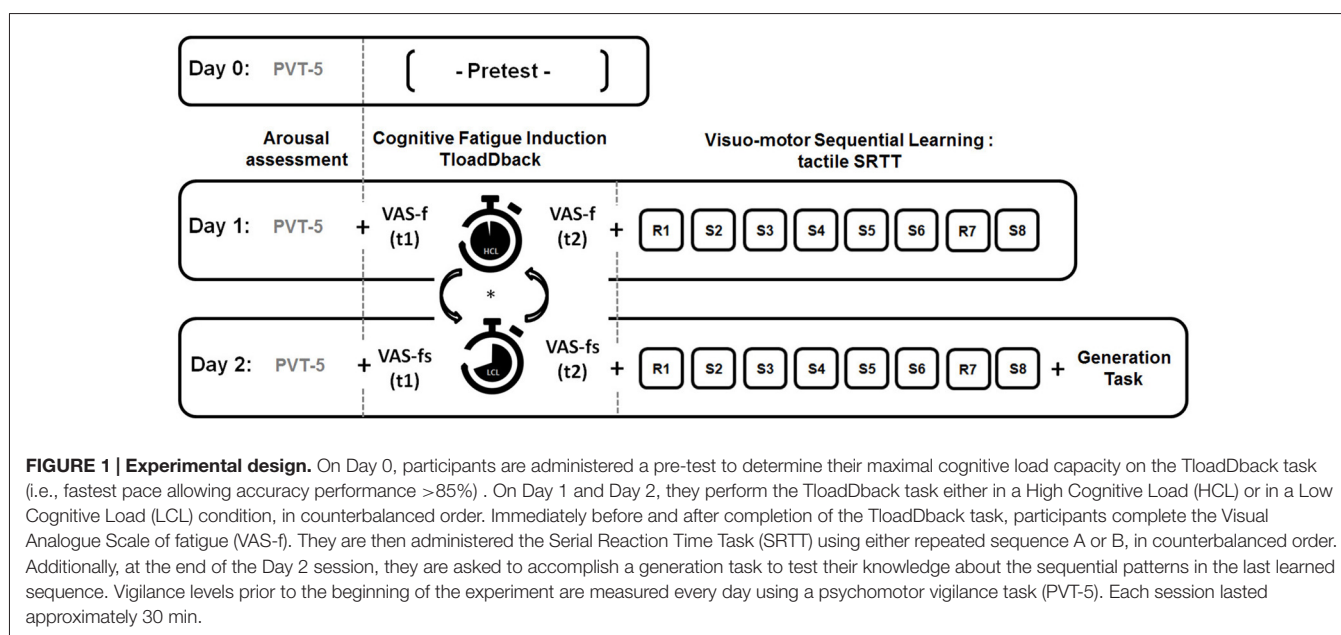 Day 0: PVT-5 - Pretest -
Arousal assessment
Cognitive Fatigue Induction TloadDback
Visuo-motor Sequential Learning : tactile SRTT
Day 1: PVT-5 + VAS-f (t1) HCL VAS-f (t2) + R1 S2 S3 S4 S5 S6 R7 S8
*
Day 2: PVT-5 + VAS-fs (t1) LCL VAS-fs (t2) + R1 S2 S3 S4 S5 S6 R7 S8 + Generation Task
FIGURE 1 | Experimental design. On Day 0, participants are administered a pre-test to determine their maximal cognitive load capacity on the TloadDback task
(i.e., fastest pace allowing accuracy performance >85%) . On Day 1 and Day 2, they perform the TloadDback task either in a High Cognitive Load (HCL) or in a Low
Cognitive Load (LCL) condition, in counterbalanced order. Immediately before and after completion of the TloadDback task, participants complete the Visual
Analogue Scale of fatigue (VAS-f). They are then administered the Serial Reaction Time Task (SRTT) using either repeated sequence A or B, in counterbalanced order.
Additionally, at the end of the Day 2 session, they are asked to accomplish a generation task to test their knowledge about the sequential patterns in the last learned
sequence. Vigilance levels prior to the beginning of the experiment are measured every day using a psychomotor vigilance task (PVT-5). Each session lasted
approximately 30 min.